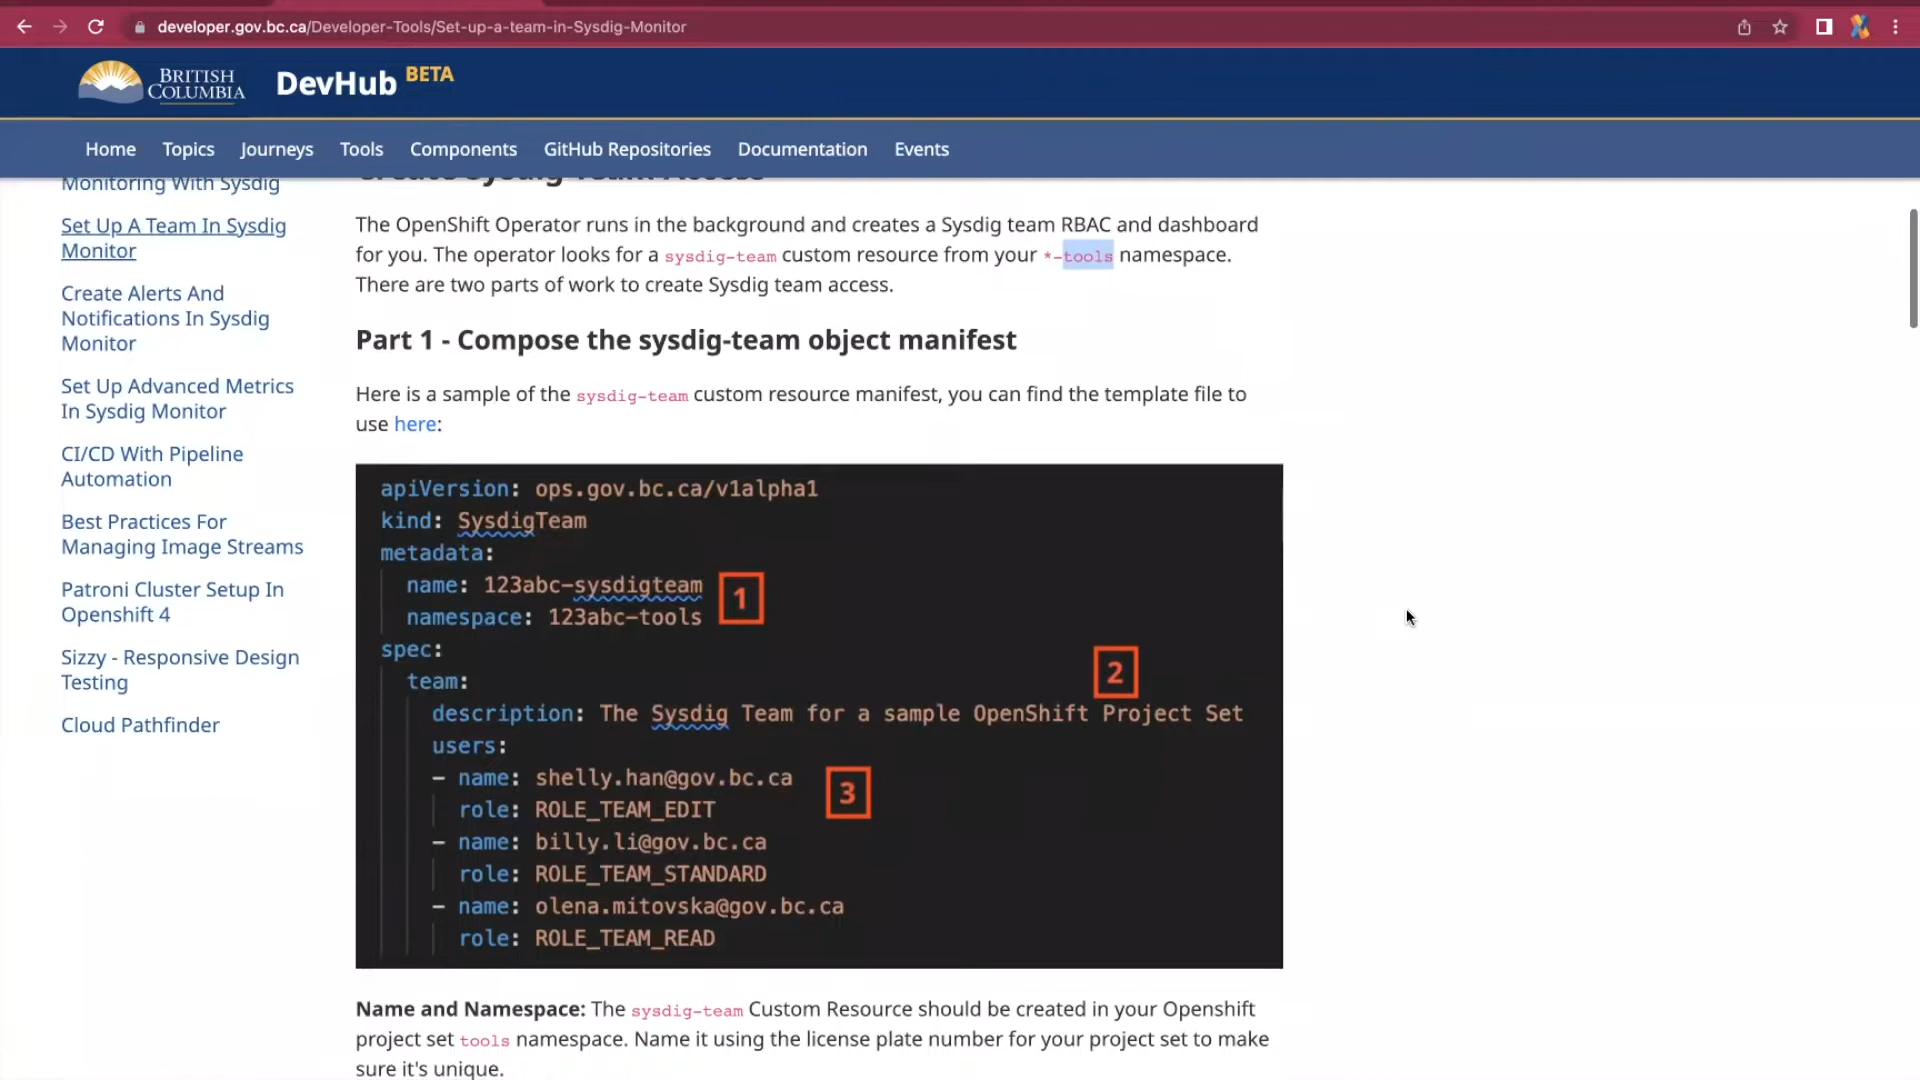 developer.gov.bc.ca/Developer-Tools/Set-up-a-team-in-Sysdig-Monitor
BRITISH
COLUMBIA
DevHub BETA
Home Topics Journeys Tools Components GitHub Repositories Documentation Events
Monitoring With Sysdig
Set Up A Team In Sysdig
Monitor
Create Alerts And
Notifications In Sysdig
Monitor
Set Up Advanced Metrics
In Sysdig Monitor
CI/CD With Pipeline
Automation
Best Practices For
Managing Image Streams
Patroni Cluster Setup In
Openshift 4
Sizzy - Responsive Design
Testing
Cloud Pathfinder
Create Sysdig Team Access
The OpenShift Operator runs in the background and creates a Sysdig team RBAC and dashboard
for you. The operator looks for a sysdig-team custom resource from your *-tools namespace.
There are two parts of work to create Sysdig team access.
Part 1 - Compose the sysdig-team object manifest
Here is a sample of the sysdig-team custom resource manifest, you can find the template file to
use here:
apiVersion: ops.gov.bc.ca/v1alpha1
kind: SysdigTeam
metadata:
name: 123abc-sysdigteam
1
namespace: 123abc-tools
spec:
2
team:
description: The Sysdig Team for a sample OpenShift Project Set
users:
- name: shelly.han@gov.bc.ca
3
role: ROLE_TEAM_EDIT
- name: billy.li@gov.bc.ca
role: ROLE_TEAM_STANDARD
- name: olena.mitovska@gov.bc.ca
role: ROLE_TEAM_READ
Name and Namespace: The sysdig-team Custom Resource should be created in your Openshift
project set tools namespace. Name it using the license plate number for your project set to make
sure it's unique.